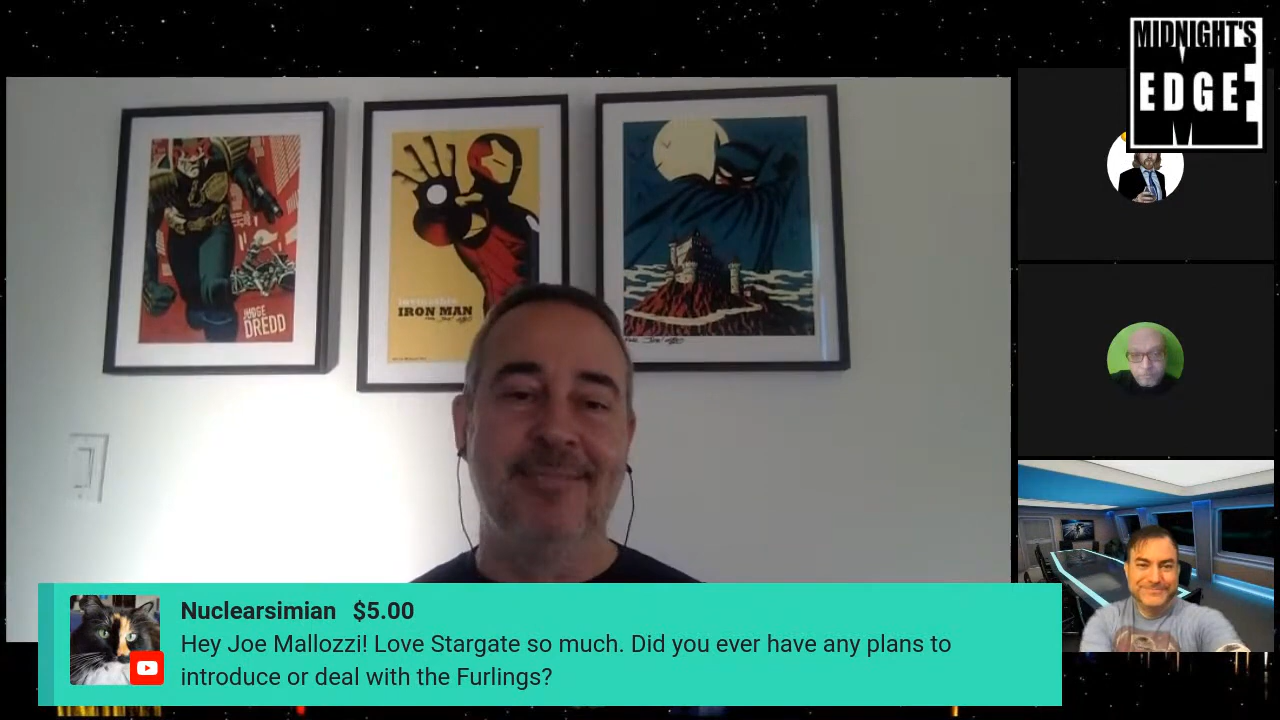 MIDNIGHT'S
EDGE
JUDGE
DREDD
invincible
IRON MAN
Nuclearsimian $5.00
Hey Joe Mallozzi! Love Stargate so much. Did you ever have any plans to
introduce or deal with the Furlings?